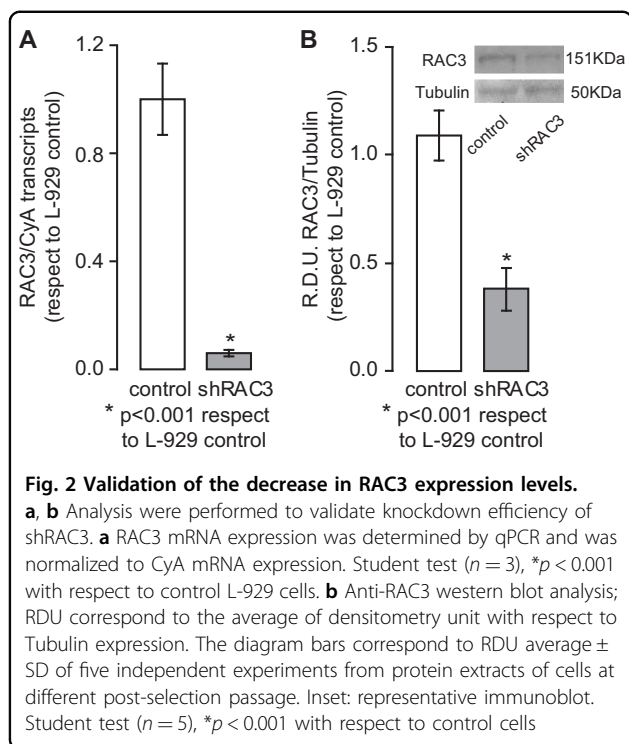 A
RAC3/CyA transcripts
(respect to L-929 control)
1.2
0.8
0.4
0.0
*
control shRAC3
* p<0.001 respect
to L-929 control
B
R.D.U. RAC3/Tubulin
(respect to L-929 control)
1.5
1.0
0.5
0.0
RAC3 151KDa
Tubulin 50KDa
control
shRAC3
*
control shRAC3
* p<0.001 respect
to L-929 control
Fig. 2 Validation of the decrease in RAC3 expression levels.
a, b Analysis were performed to validate knockdown efficiency of
shRAC3. a RAC3 mRNA expression was determined by qPCR and was
normalized to CyA mRNA expression. Student test (n = 3), *p < 0.001
with respect to control L-929 cells. b Anti-RAC3 western blot analysis;
RDU correspond to the average of densitometry unit with respect to
Tubulin expression. The diagram bars correspond to RDU average ±
SD of five independent experiments from protein extracts of cells at
different post-selection passage. Inset: representative immunoblot.
Student test (n = 5), *p < 0.001 with respect to control cells